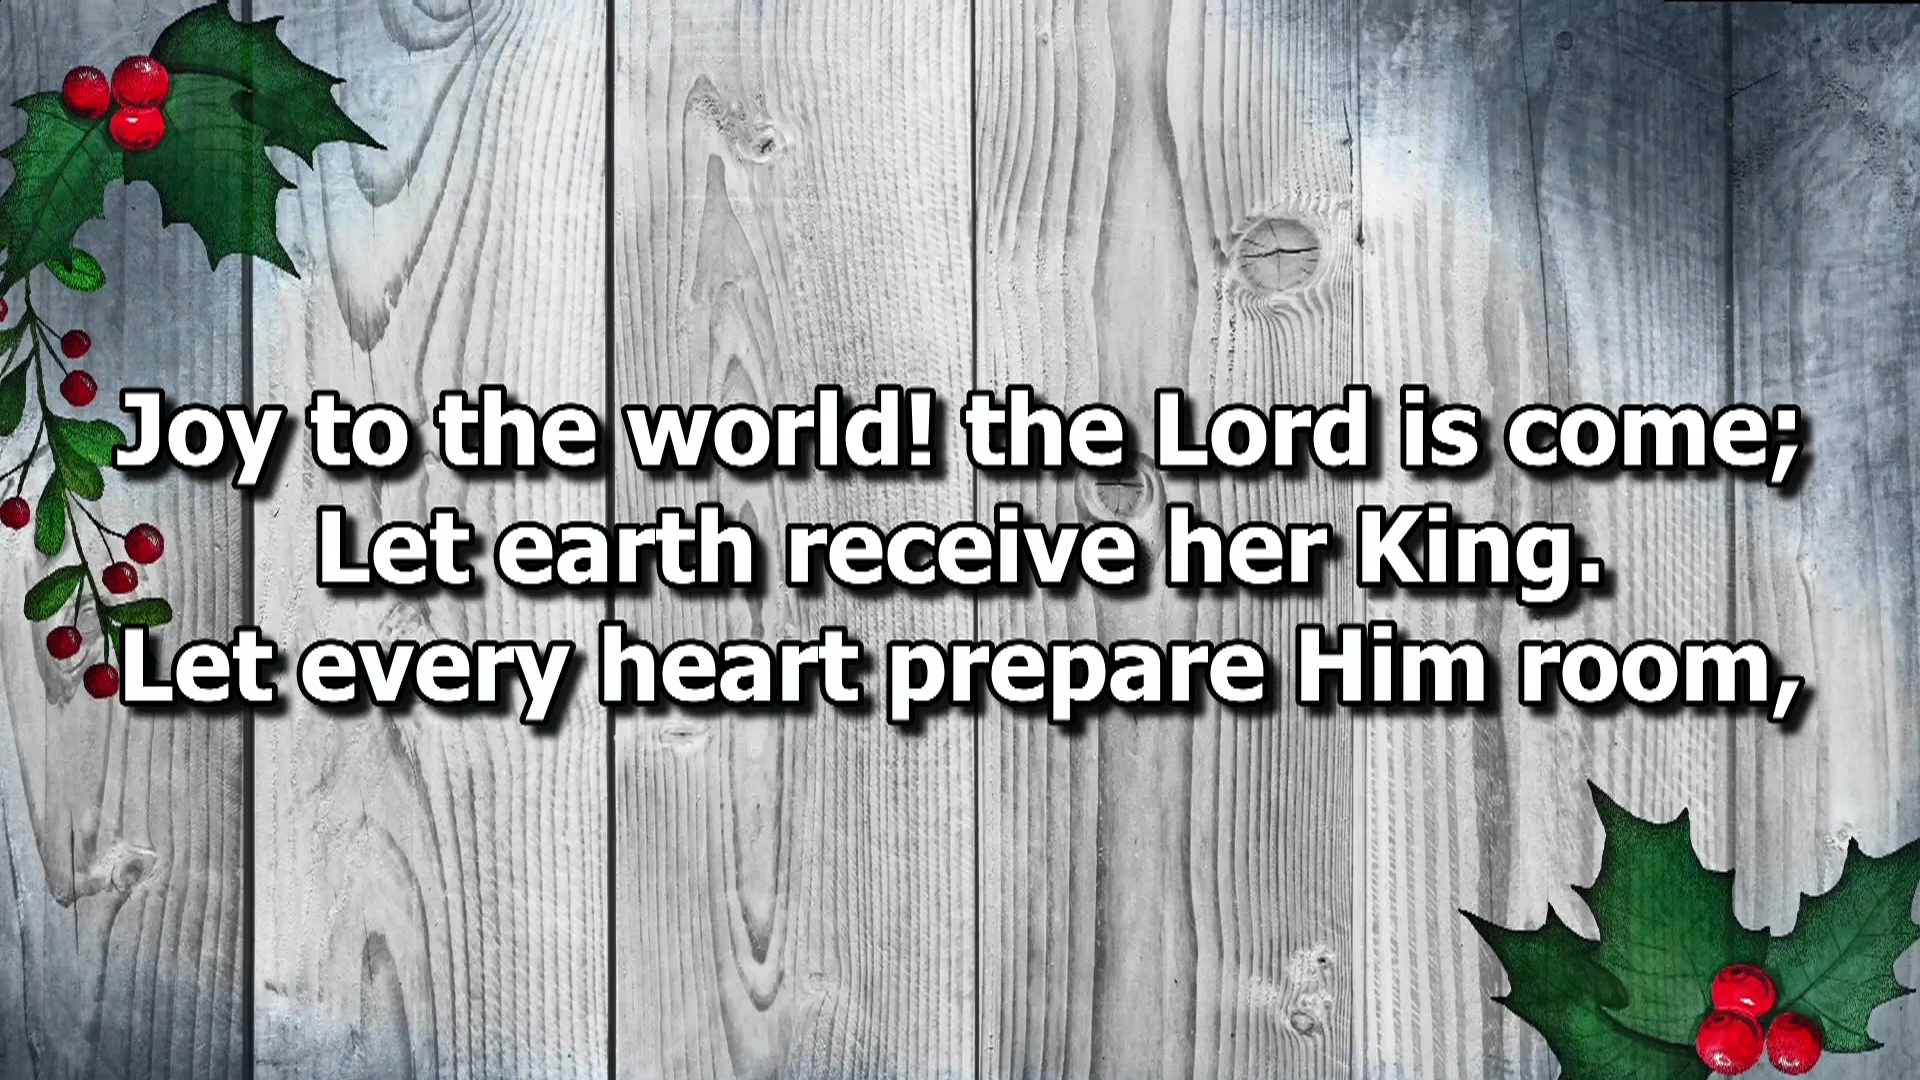 Joy to the world! the Lord is come;
Let earth receive her King.
Let every heart prepare Him room,